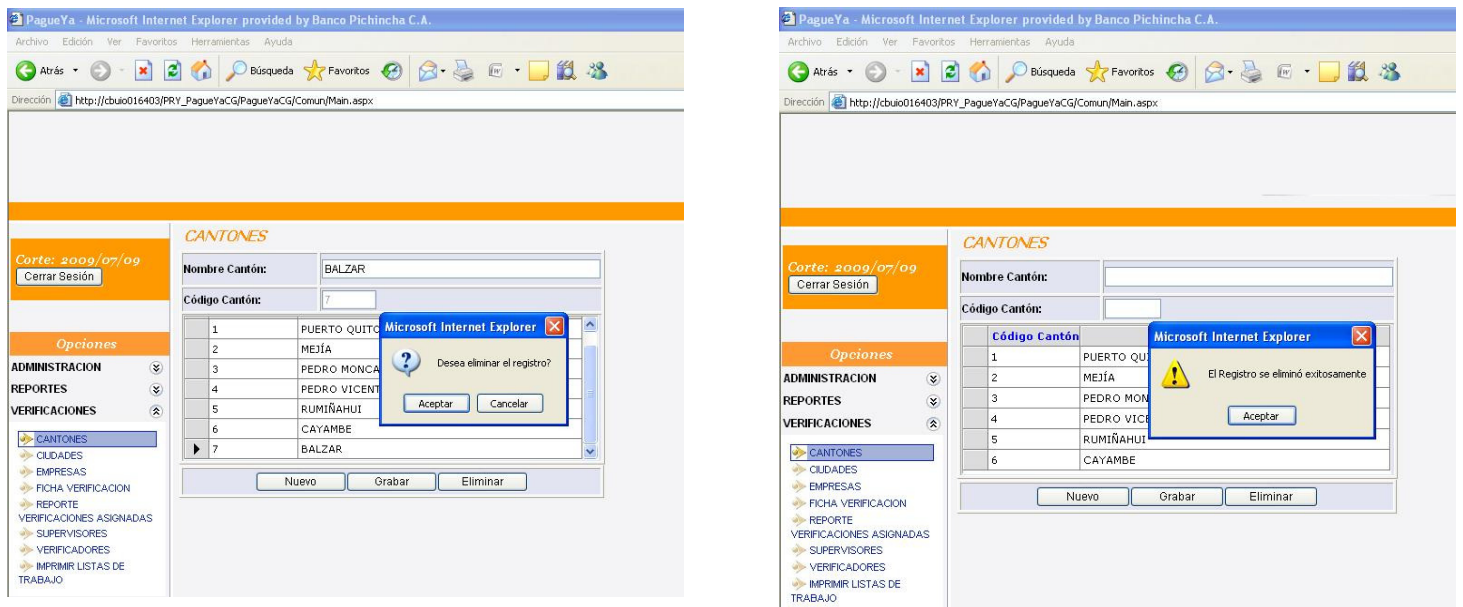 PagueYa - Microsoft Internet Explorer provided by Banco Pichincha C.A.
Archivo Edición Ver Favoritos Herramientas Ayuda
Atrás Búsqueda Favoritos
Dirección http://cbuio016403/PRY_PagueYaCG/PagueYaCG/Comun/Main.aspx
Corte: 2009/07/09
Cerrar Sesión
Opciones
ADMINISTRACION
REPORTES
VERIFICACIONES
CANTONES
CIUDADES
EMPRESAS
FICHA VERIFICACION
REPORTE
VERIFICACIONES ASIGNADAS
SUPERVISORES
VERIFICADORES
IMPRIMIR LISTAS DE
TRABAJO
CANTONES
Nombre Cantón: BALZAR
Código Cantón: 7
1 PUERTO QUITO
2 MEJÍA
3 PEDRO MONCA
4 PEDRO VICENT
5 RUMIÑAHUI
6 CAYAMBE
7 BALZAR
Microsoft Internet Explorer
Desea eliminar el registro?
Aceptar Cancelar
Nuevo Grabar Eliminar
PagueYa - Microsoft Internet Explorer provided by Banco Pichincha C.A.
Archivo Edición Ver Favoritos Herramientas Ayuda
Atrás Búsqueda Favoritos
Dirección http://cbuio016403/PRY_PagueYaCG/PagueYaCG/Comun/Main.aspx
Corte: 2009/07/09
Cerrar Sesión
Opciones
ADMINISTRACION
REPORTES
VERIFICACIONES
CANTONES
CIUDADES
EMPRESAS
FICHA VERIFICACION
REPORTE
VERIFICACIONES ASIGNADAS
SUPERVISORES
VERIFICADORES
IMPRIMIR LISTAS DE
TRABAJO
CANTONES
Nombre Cantón:
Código Cantón:
Código Cantón
1 PUERTO QUI
2 MEJÍA
3 PEDRO MON
4 PEDRO VICE
5 RUMIÑAHUI
6 CAYAMBE
Microsoft Internet Explorer
El Registro se eliminó exitosamente
Aceptar
Nuevo Grabar Eliminar